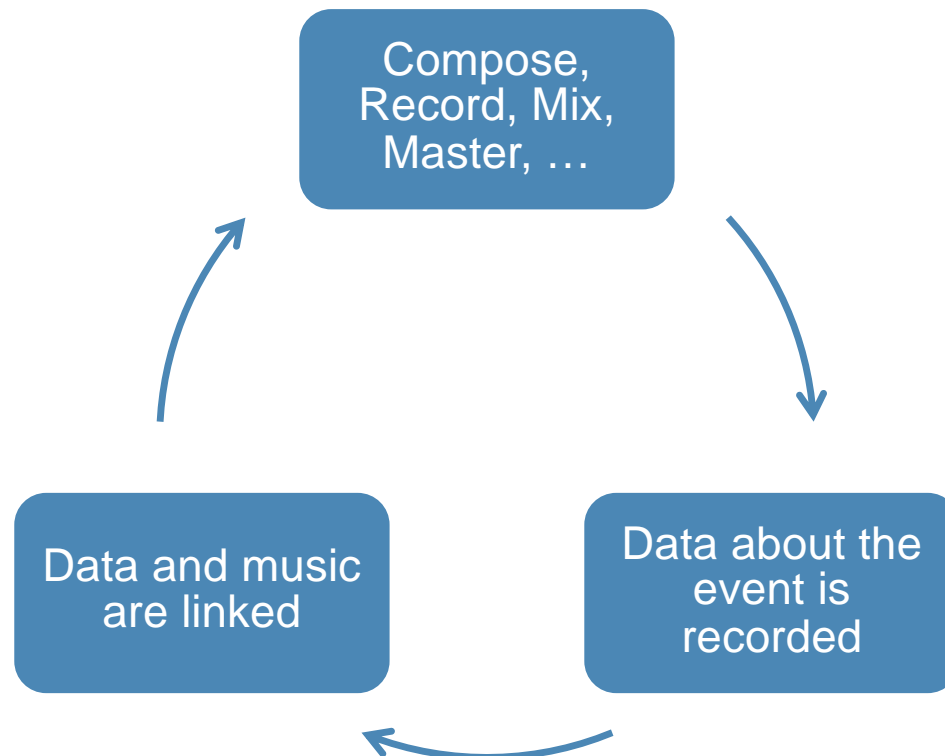 Compose,
Record, Mix,
Master, …
Data and music
are linked
Data about the
event is
recorded